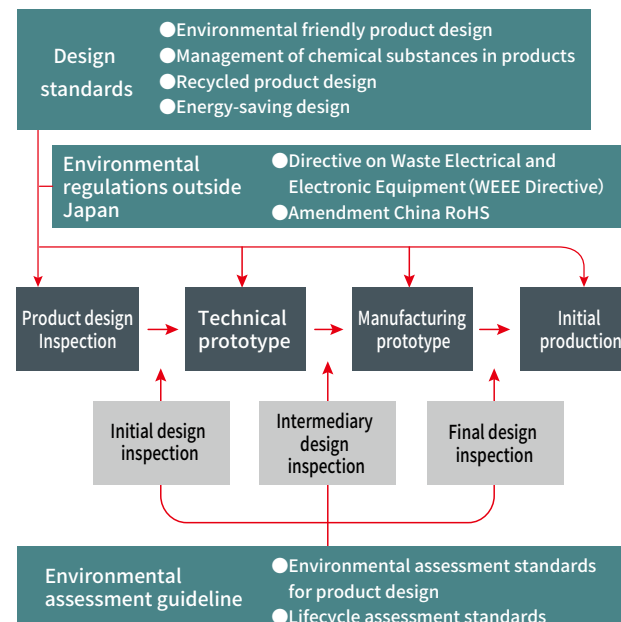 Design
standards
●Environmental friendly product design
●Management of chemical substances in products
●Recycled product design
●Energy-saving design
Environmental
regulations outside
Japan
●Directive on Waste Electrical and
Electronic Equipment (WEEE Directive)
●Amendment China RoHS
Product design
Inspection
Technical
prototype
Manufacturing
prototype
Initial
production
Initial design
inspection
Intermediary
design
inspection
Final design
inspection
Environmental
assessment guideline
●Environmental assessment standards
for product design
●Lifecycle assessment standards